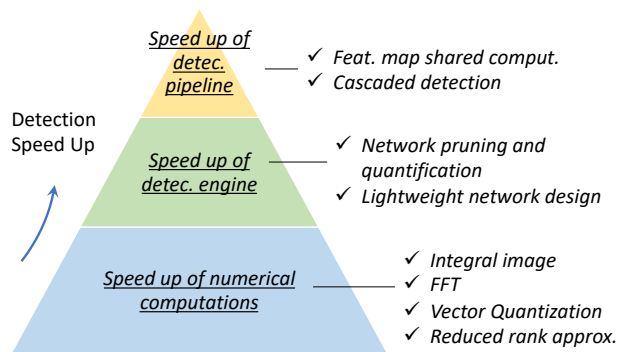 Speed up of
detec.
pipeline
✓ Feat. map shared comput.
✓ Cascaded detection
Detection
Speed Up
Speed up of
detec. engine
✓ Network pruning and
quantification
✓ Lightweight network design
Speed up of numerical
computations
✓ Integral image
✓ FFT
✓ Vector Quantization
✓ Reduced rank approx.